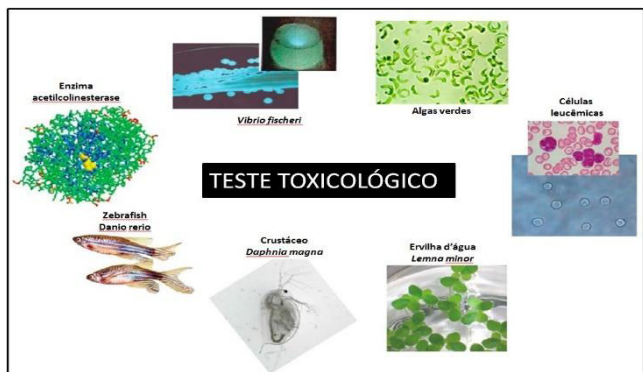 Enzima
acetilcolinesterase
Vibrio fischeri
Algas verdes
Células
leucêmicas
TESTE TOXICOLÓGICO
Zebrafish
Danio rerio
Crustáceo
Daphnia magna
Ervilha d'água
Lemna minor